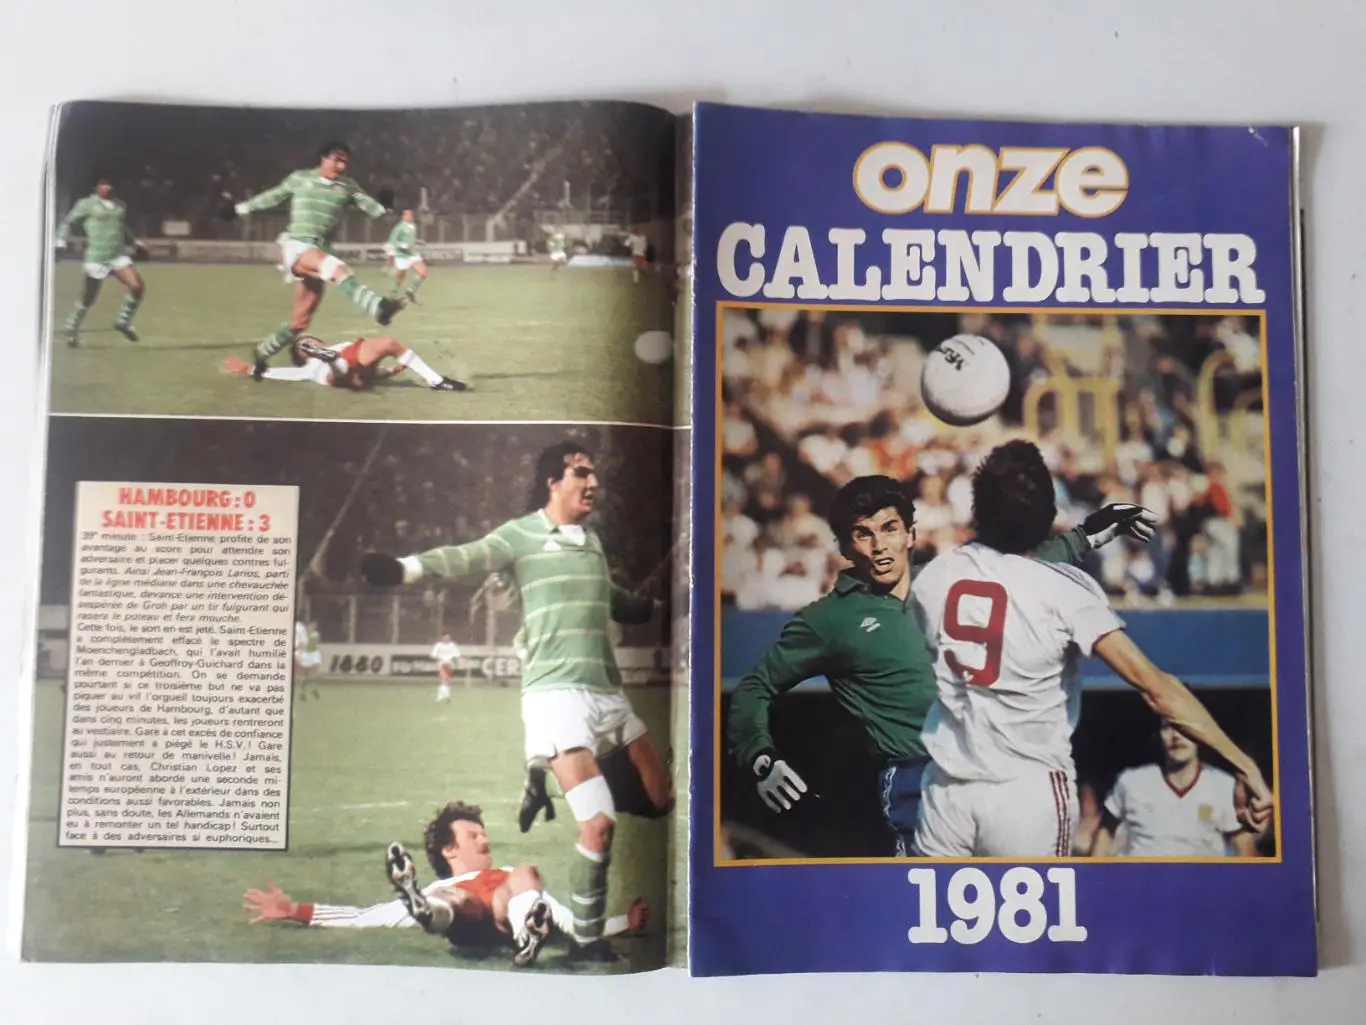 HAMBOURG : 0
SAINT-ETIENNE : 3
39e minute : Saint-Etienne profite de son
avantage au score pour attendre son
adversaire et placer quelques contres ful-
gurants. Ainsi Jean-François Larios, parti
de la ligne médiane dans une chevauchée
fantastique, devance une intervention dé-
sespérée de Groh par un tir fulgurant qui
rasera le poteau et fera mouche.
Cette fois, le sort en est jeté. Saint-Etienne
a complètement effacé le spectre de
Moenchengladbach, qui l'avait humilié
l'an dernier à Geoffroy-Guichard dans la
même compétition. On se demande
pourtant si ce troisième but ne va pas
piquer au vif l'orgueil toujours exacerbé
des joueurs de Hambourg, d'autant que
dans cinq minutes, les joueurs rentreront
au vestiaire. Gare à cet excès de confiance
qui justement a piégé le H.S.V. ! Gare
aussi au retour de manivelle ! Jamais,
en tout cas, Christian Lopez et ses
amis n'auront abordé une seconde mi-
temps européenne à l'extérieur dans des
conditions aussi favorables. Jamais non
plus, sans doute, les Allemands n'avaient
eu à remonter un tel handicap ! Surtout
face à des adversaires si euphoriques...
1880
CER
onze
CALENDRIER
9
1981